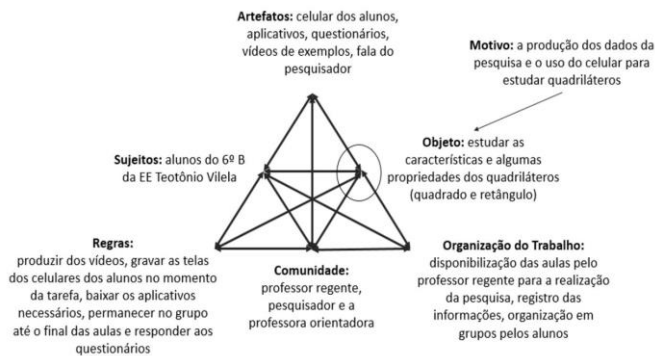 Artefatos: celular dos alunos,
aplicativos, questionários,
vídeos de exemplos, fala do
pesquisador
Motivo: a produção dos dados da
pesquisa e o uso do celular para
estudar quadriláteros
Sujeitos: alunos do 6º B
da EE Teotônio Vilela
Objeto: estudar as
características e algumas
propriedades dos quadriláteros
(quadrado e retângulo)
Regras:
produzir dos vídeos, gravar as telas
dos celulares dos alunos no momento
da tarefa, baixar os aplicativos
necessários, permanecer no grupo
até o final das aulas e responder aos
questionários
Comunidade:
professor regente,
pesquisador e a
professora orientadora
Organização do Trabalho:
disponibilização das aulas pelo
professor regente para a realização
da pesquisa, registro das
informações, organização em
grupos pelos alunos